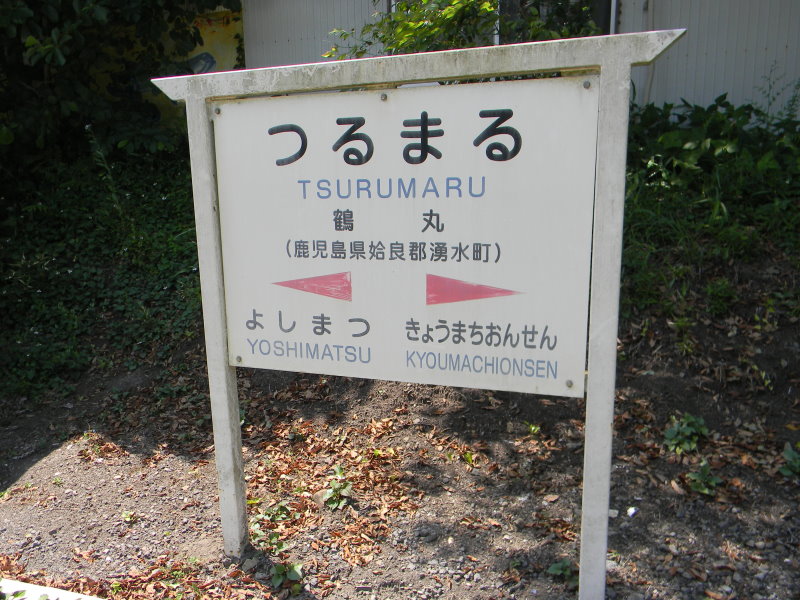 つるまる
TSURUMARU
鶴 丸
(鹿児島県姶良郡湧水町)
よしまつ きょうまちおんせん
YOSHIMATSU KYOUMACHIONSEN